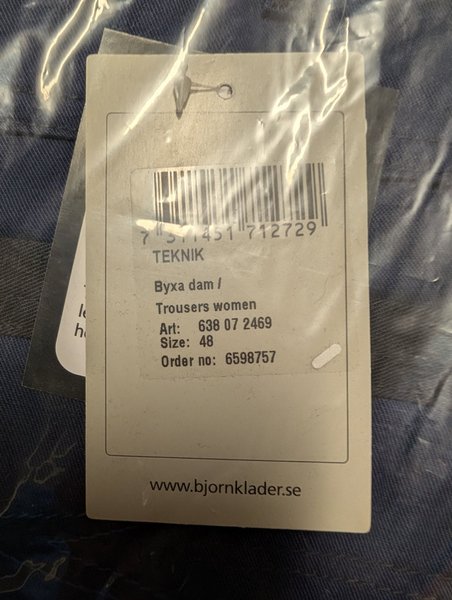 7 311451 712729
TEKNIK
Byxa dam /
Trousers women
Art: 638 07 2469
Size: 48
Order no: 6598757
www.bjornklader.se